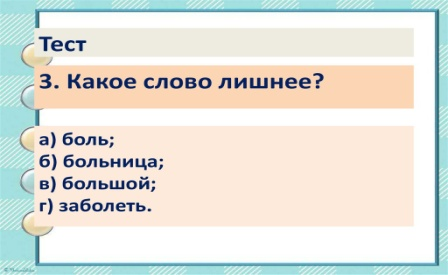 Тест
3. Какое слово лишнее?
а) боль;
б) больница;
в) большой;
г) заболеть.